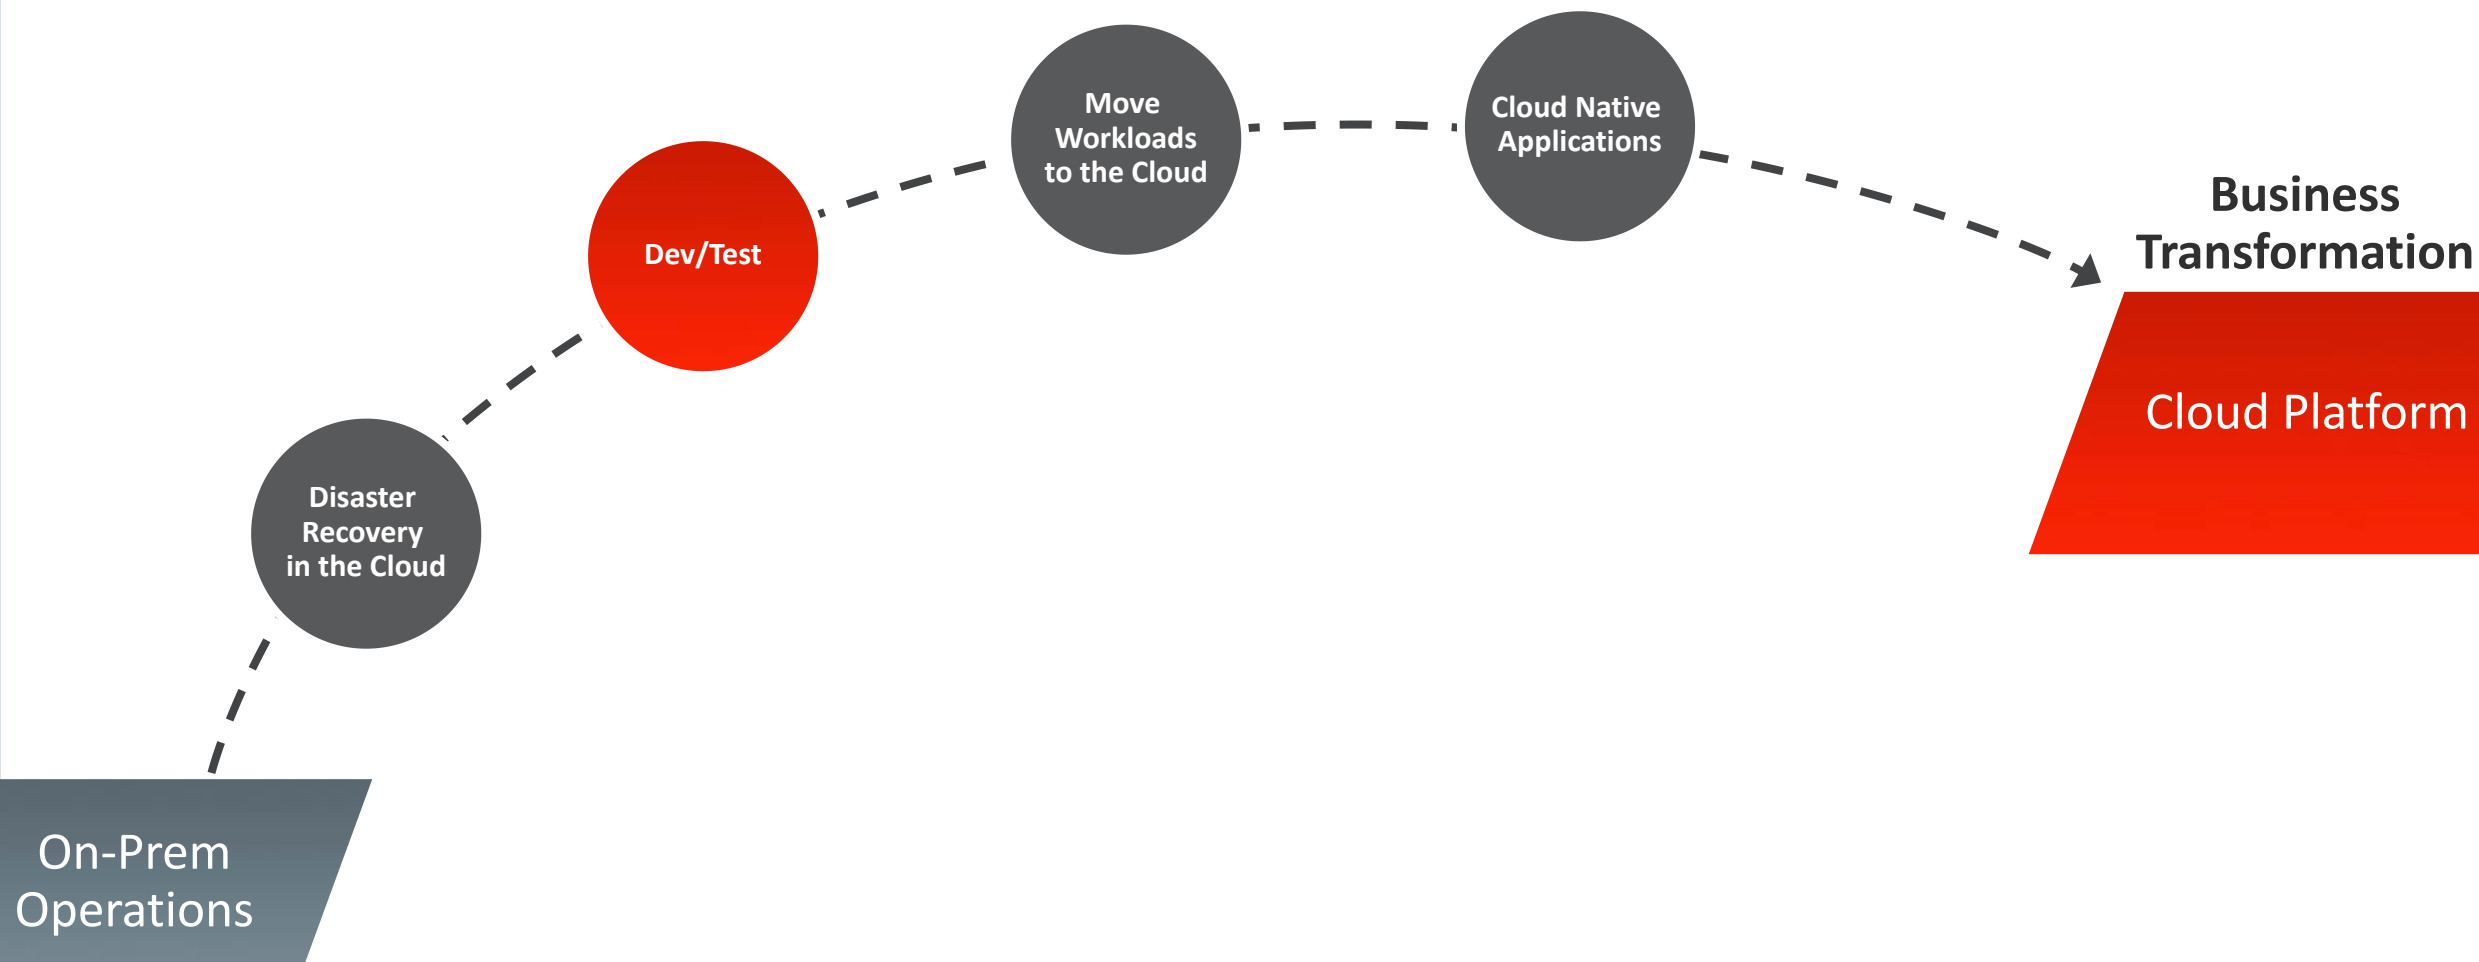 Move
Workloads
to the Cloud
Cloud Native
Applications
Business
Transformation
Dev/Test
Cloud Platform
Disaster
Recovery
in the Cloud
On-Prem
Operations